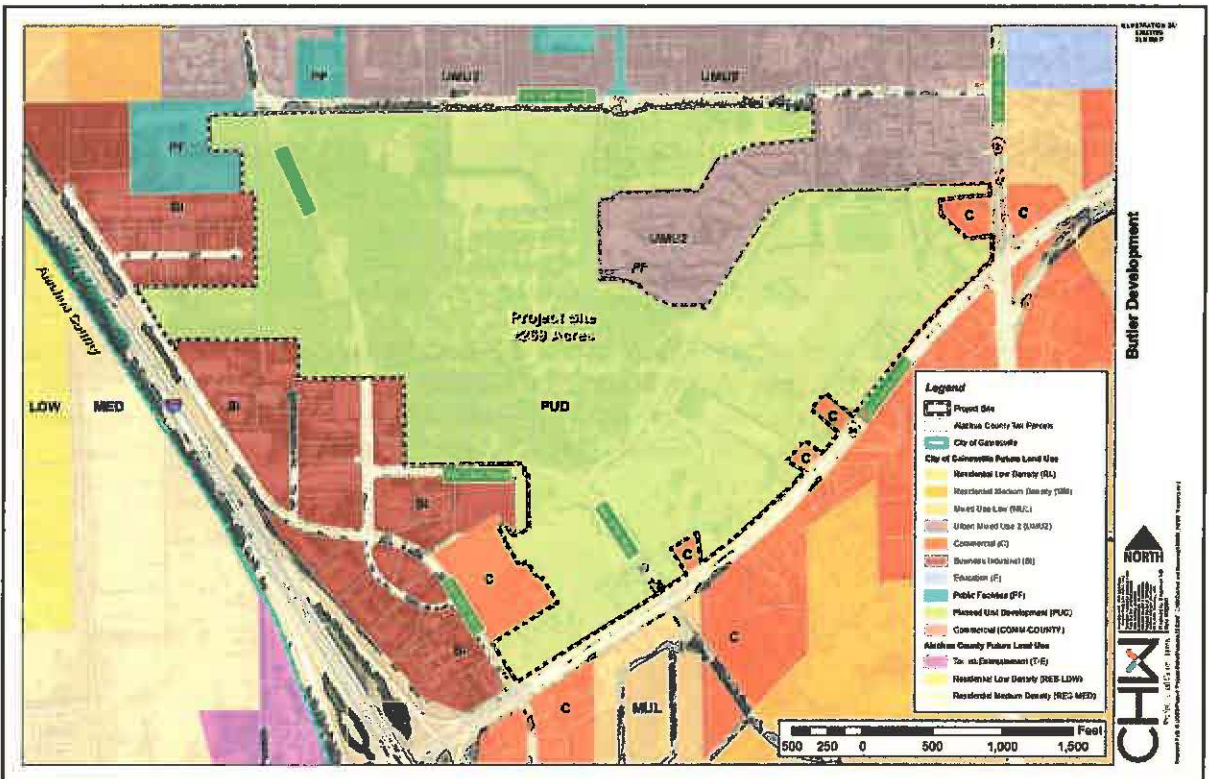 PF
UMU2
UMU2
PF
BI
C
C
UMU2
PF
Project Site
±269 Acres
Alachua County
LOW
MED
BI
BI
PUD
C
C
BI
C
C
BI
C
C
MUL
Butler Development
Legend
Project Site
Alachua County Tax Parcels
City of Gainesville
City of Gainesville Future Land Use
Residential Low Density (RL)
Residential Medium Density (RM)
Mixed Use Low (MUL)
Urban Mixed Use 2 (UMU2)
Commercial (C)
Business Industrial (BI)
Education (E)
Public Facilities (PF)
Planned Unit Development (PUD)
Commercial (COMM-COUNTY)
Alachua County Future Land Use
Residential Low Density (RES-LOW)
Residential Medium Density (RES-MED)
Feet
500 250 0 500 1,000 1,500
NORTH
CHW